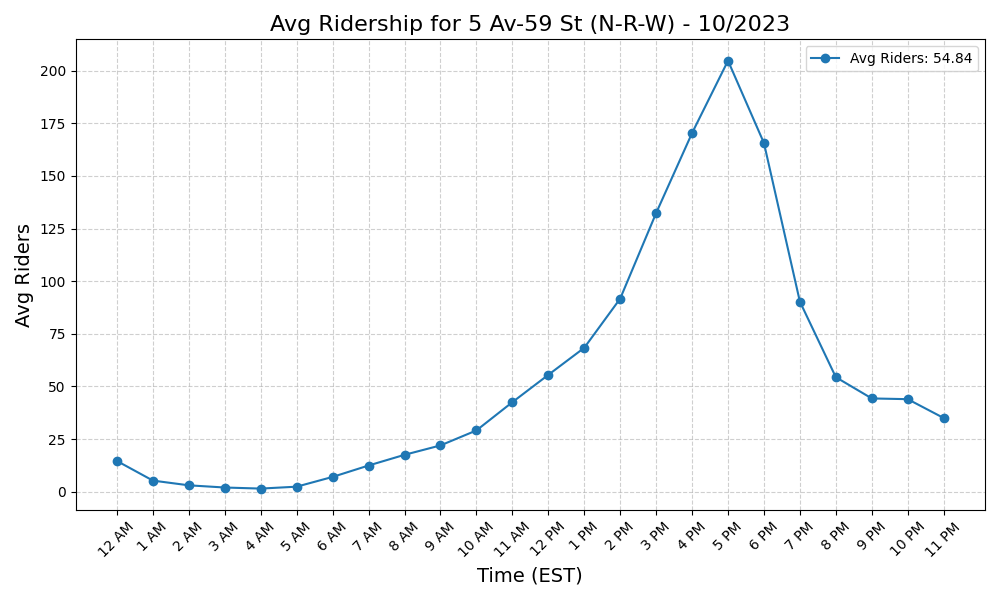 Avg Ridership for 5 Av-59 St (N-R-W) - 10/2023
Avg Riders: 54.84
Avg Riders
200
175
150
125
100
75
50
25
0
12 AM
1 AM
2 AM
3 AM
4 AM
5 AM
6 AM
7 AM
8 AM
9 AM
10 AM
11 AM
12 PM
1 PM
2 PM
3 PM
4 PM
5 PM
6 PM
7 PM
8 PM
9 PM
10 PM
11 PM
Time (EST)